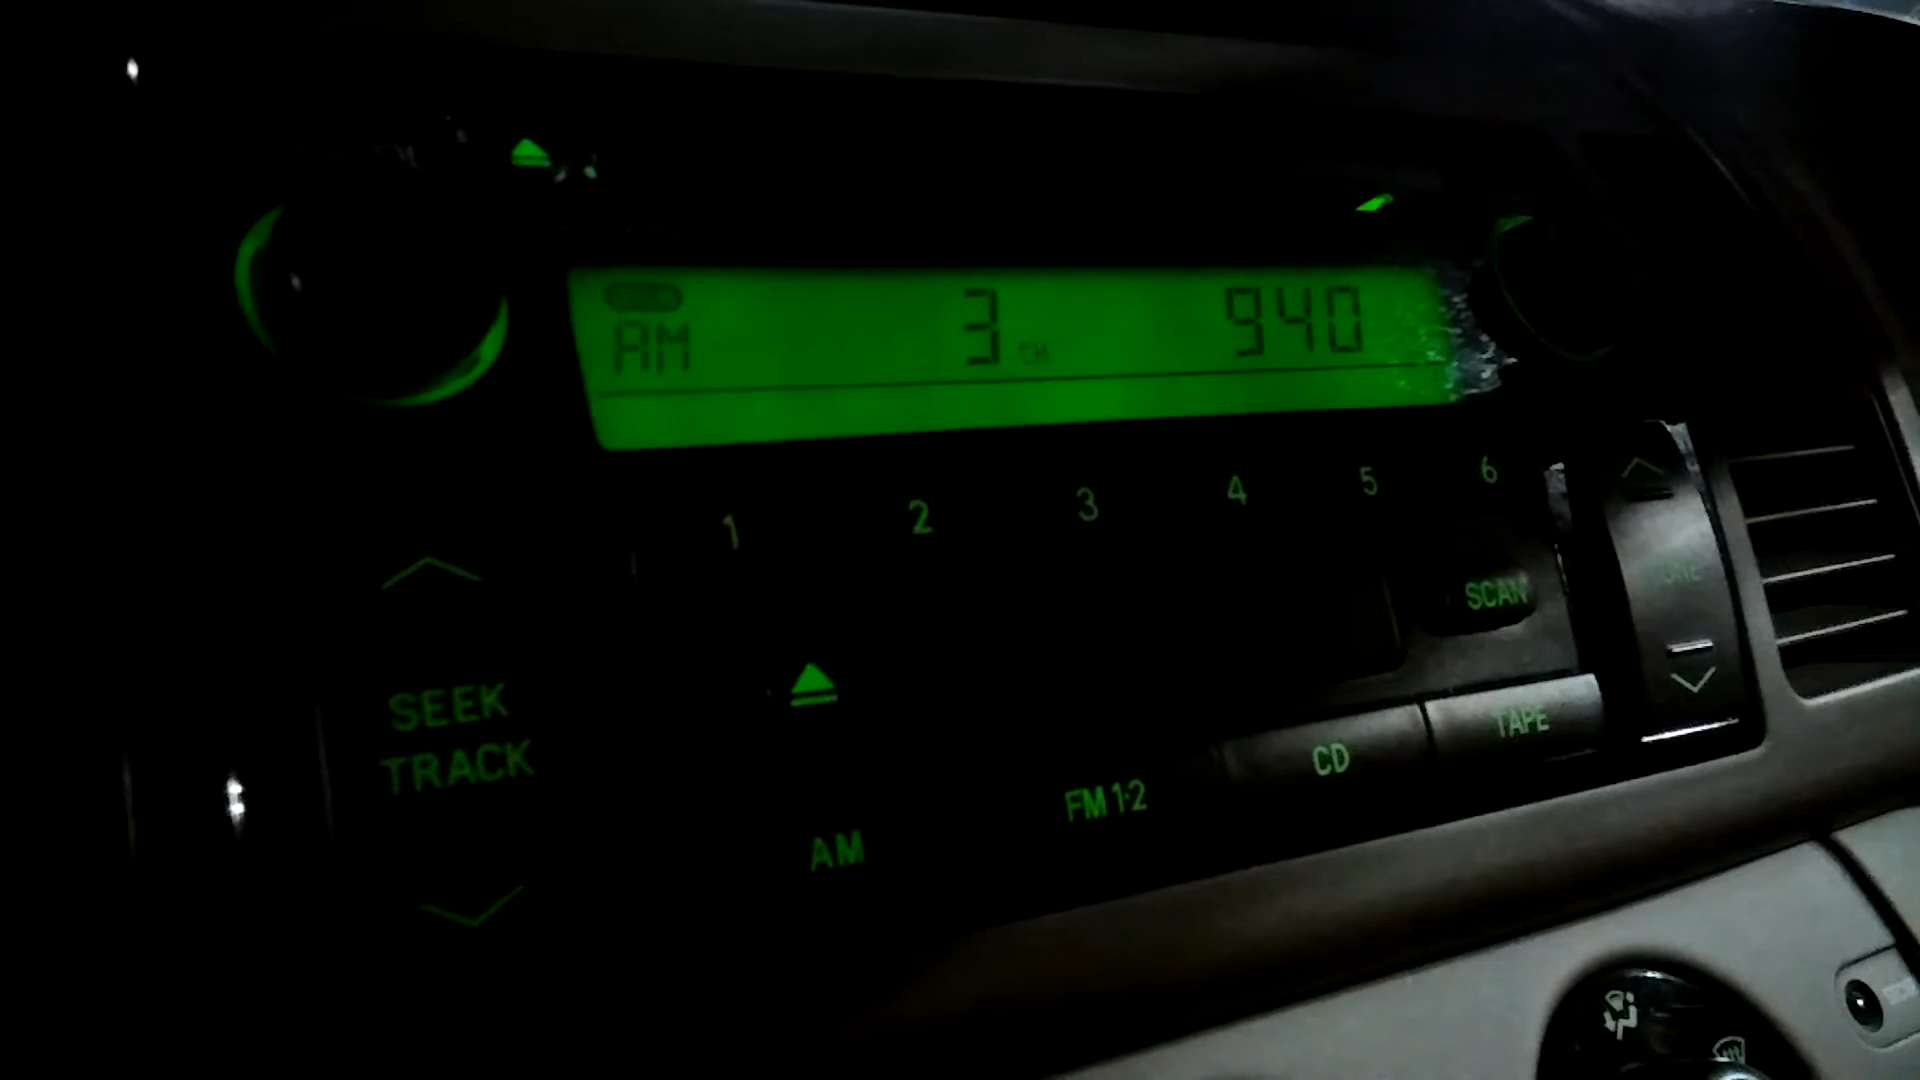 AM 3 CH 940
1 2 3 4 5 6
SCAN
SEEK
TRACK
TAPE
CD
FM 1·2
AM